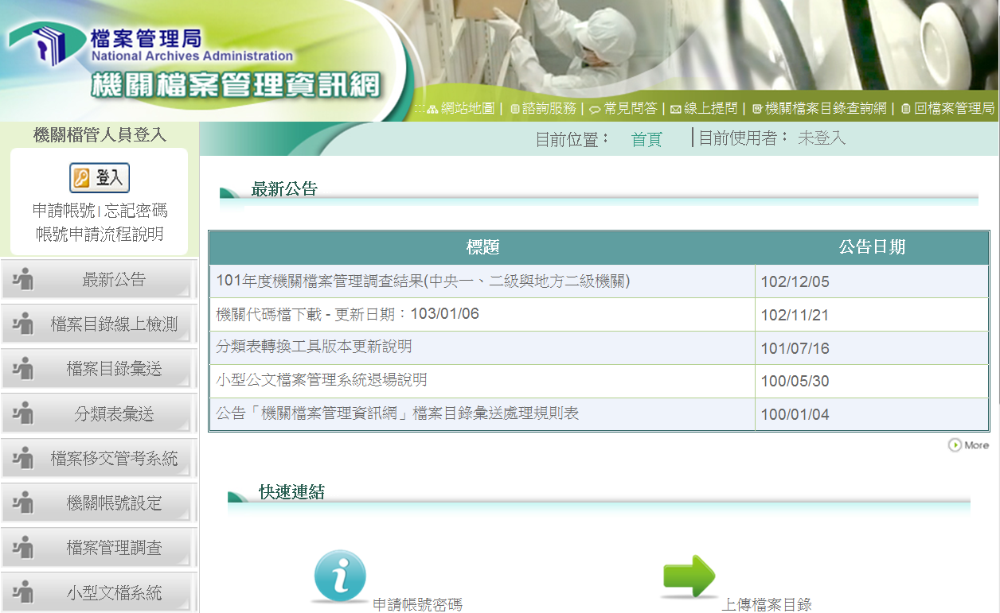 檔案管理局
National Archives Administration
機關檔案管理資訊網
:::網站地圖 | 諮詢服務 | 常見問答 | 線上提問 | 機關檔案目錄查詢網 | 回檔案管理局
機關檔管人員登入
目前位置： 首頁 | 目前使用者： 未登入
登入
申請帳號 | 忘記密碼
帳號申請流程說明
最新公告
檔案目錄線上檢測
檔案目錄彙送
分類表彙送
檔案移交管考系統
機關帳號設定
檔案管理調查
小型文檔系統
最新公告
標題 公告日期
101年度機關檔案管理調查結果(中央一、二級與地方二級機關) 102/12/05
機關代碼檔下載 - 更新日期：103/01/06 102/11/21
分類表轉換工具版本更新說明 101/07/16
小型公文檔案管理系統退場說明 100/05/30
公告「機關檔案管理資訊網」檔案目錄彙送處理規則表 100/01/04
More
快速連結
申請帳號密碼 上傳檔案目錄